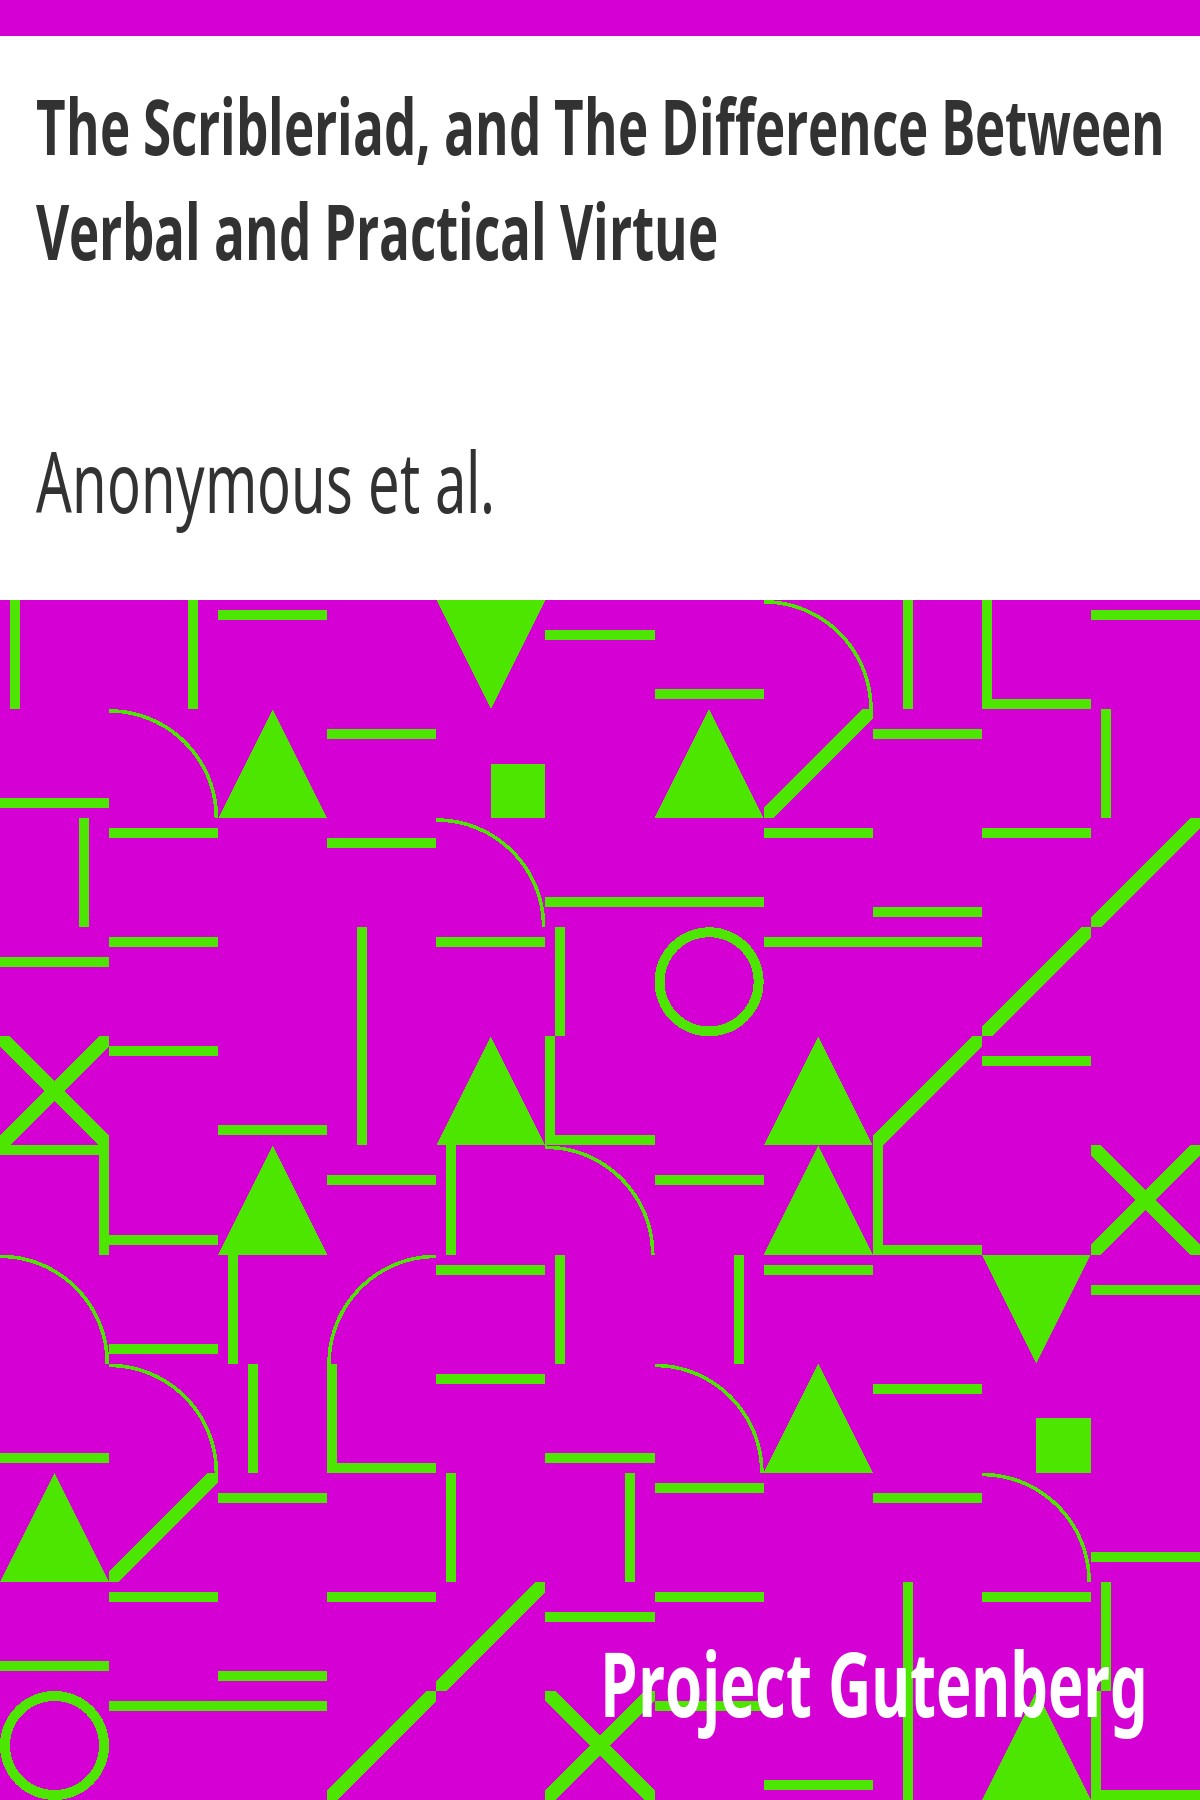 The Scribleriad, and The Difference Between
Verbal and Practical Virtue
Anonymous et al.
Project Gutenberg